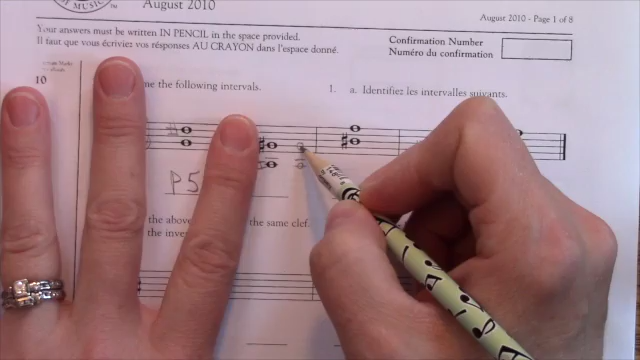 August 2010
August 2010 - Page 1 of 8
Your answers must be written IN PENCIL in the space provided.
Il faut que vous écriviez vos résponses AU CRAYON dans l'espace donné.
Confirmation Number
Numéro du confirmation
10
me the following intervals.
1. a. Identifiez les intervalles suivants.
P5
the above
the same clef.
the inve